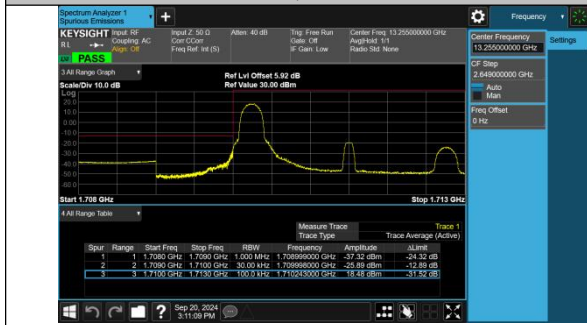 Spectrum Analyzer 1
Spurious Emissions
Frequency
KEYSIGHT Input: RF
Input Z: 50 Ω
Atten: 40 dB
Trig: Free Run
Center Freq: 13.255000000 GHz
RL
Coupling: AC
Corr CCorr
Gate: Off
Avg|Hold: 1/1
Align: Off
Freq Ref: Int (S)
IF Gain: Low
Radio Std: None
PASS
Center Frequency
13.255000000 GHz
Settings
CF Step
2.649000000 GHz
Auto
Man
Freq Offset
0 Hz
3 All Range Graph
Ref Lvl Offset 5.92 dB
Scale/Div 10.0 dB
Ref Value 30.00 dBm
Log
20.0
10.0
0.00
-10.0
-20.0
-30.0
-40.0
-50.0
-60.0
Start 1.708 GHz
Stop 1.713 GHz
4 All Range Table
Measure Trace
Trace 1
Trace Type
Trace Average (Active)
Spur Range Start Freq Stop Freq RBW Frequency Amplitude ΔLimit
1 1 1.7080 GHz 1.7090 GHz 1.000 MHz 1.708999000 GHz -37.32 dBm -24.32 dB
2 2 1.7090 GHz 1.7100 GHz 30.00 kHz 1.709998000 GHz -25.89 dBm -12.89 dB
3 3 1.7100 GHz 1.7130 GHz 100.0 kHz 1.710243000 GHz 18.48 dBm -31.52 dB
Sep 20, 2024
3:11:09 PM